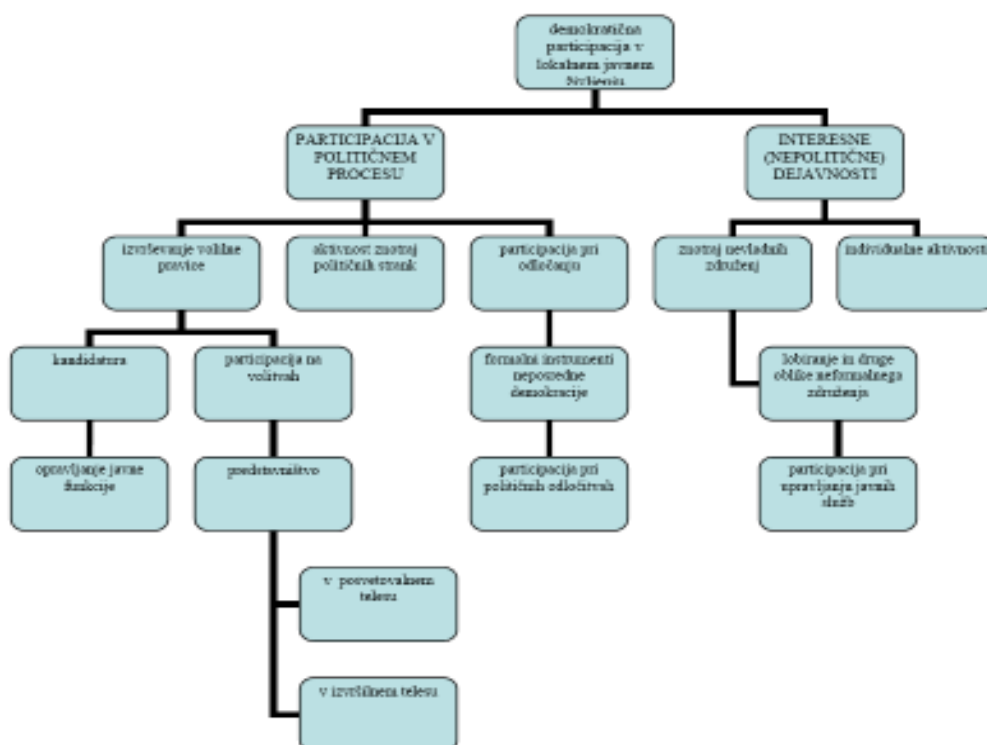 demokratična
participacija v
lokalnem javnem
življenju
PARTICIPACIJA V
POLITIČNEM
PROCESU
INTERESNE
(NEPOLITIČNE)
DEJAVNOSTI
izvrševanje volilne
pravice
aktivnost znotraj
političnih strank
participacija pri
odločanju
znotraj nevladnih
združenj
individualne aktivnosti
kandidatura
participacija na
volitvah
formalni instrumenti
neposredne
demokracije
lobiranje in druge
oblike neformalnega
združenja
opravljanje javne
funkcije
predstavništvo
participacija pri
političnih odločitvah
participacija pri
upravljanju javnih
služb
v posvetovalnem
telesu
v izvršilnem telesu